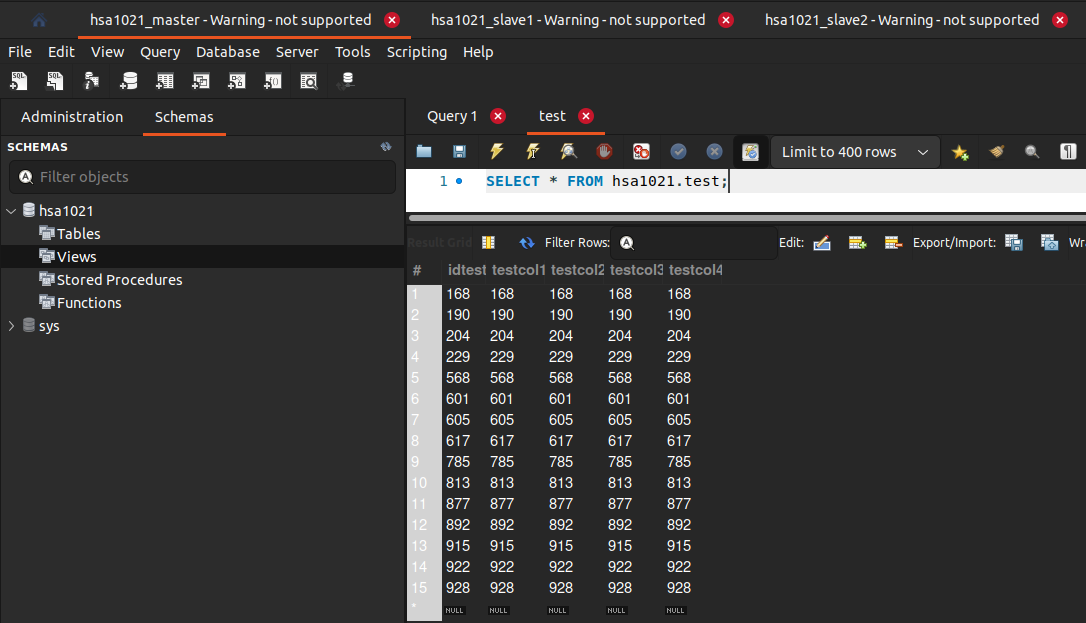 hsa1021_master - Warning - not supported hsa1021_slave1 - Warning - not supported hsa1021_slave2 - Warning - not supported
File Edit View Query Database Server Tools Scripting Help
Administration Schemas
Query 1 test
SCHEMAS
Limit to 400 rows
Filter objects
1 SELECT * FROM hsa1021.test;
hsa1021
Tables
Views
Stored Procedures
Functions
sys
Result Grid Filter Rows: Edit: Export/Import: Wr
# idtest testcol1 testcol2 testcol3 testcol4
1 168 168 168 168 168
2 190 190 190 190 190
3 204 204 204 204 204
4 229 229 229 229 229
5 568 568 568 568 568
6 601 601 601 601 601
7 605 605 605 605 605
8 617 617 617 617 617
9 785 785 785 785 785
10 813 813 813 813 813
11 877 877 877 877 877
12 892 892 892 892 892
13 915 915 915 915 915
14 922 922 922 922 922
15 928 928 928 928 928
* NULL NULL NULL NULL NULL